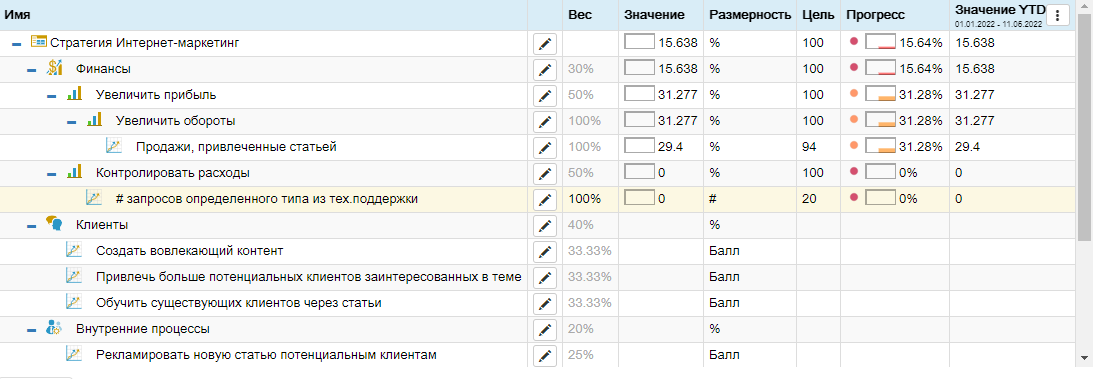 Имя Вес Значение Размерность Цель Прогресс Значение YTD
01.01.2022 - 11.06.2022
Стратегия Интернет-маркетинг 15.638 % 100 15.64% 15.638
Финансы 30% 15.638 % 100 15.64% 15.638
Увеличить прибыль 50% 31.277 % 100 31.28% 31.277
Увеличить обороты 100% 31.277 % 100 31.28% 31.277
Продажи, привлеченные статьей 100% 29.4 % 94 31.28% 29.4
Контролировать расходы 50% 0 % 100 0% 0
# запросов определенного типа из тех.поддержки 100% 0 # 20 0% 0
Клиенты 40% %
Создать вовлекающий контент 33.33% Балл
Привлечь больше потенциальных клиентов заинтересованных в теме 33.33% Балл
Обучить существующих клиентов через статьи 33.33% Балл
Внутренние процессы 20% %
Рекламировать новую статью потенциальным клиентам 25% Балл